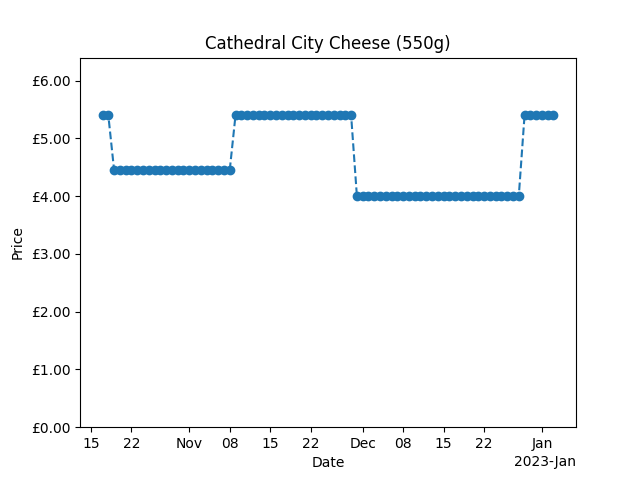 Cathedral City Cheese (550g)
£6.00
£5.00
£4.00
£3.00
£2.00
£1.00
£0.00
Price
15 22 Nov 08 15 22 Dec 08 15 22 Jan
2023-Jan
Date